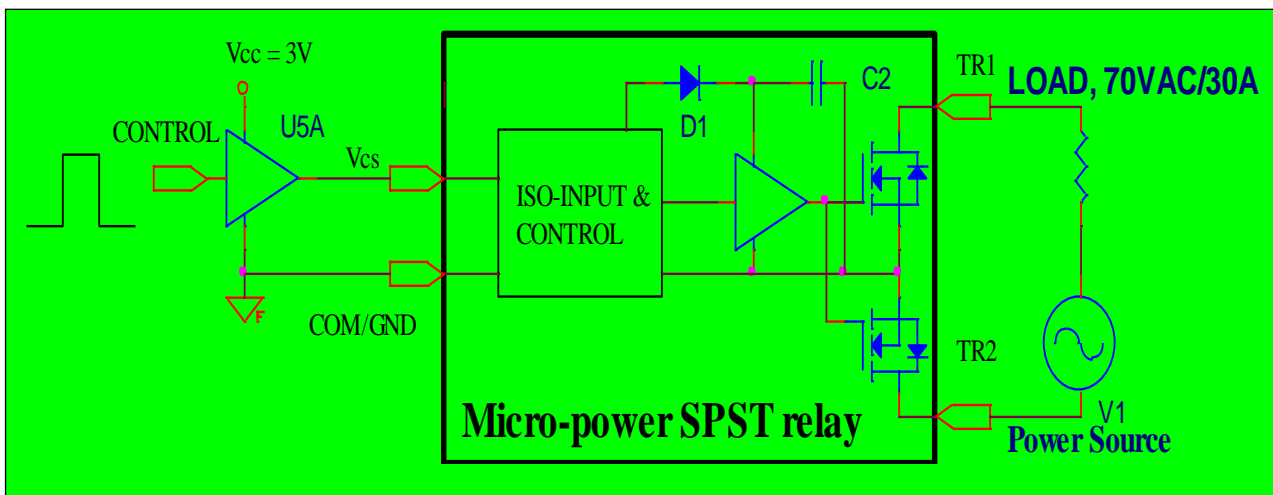 Vcc = 3V
CONTROL
U5A
Vcs
COM/GND
ISO-INPUT &
CONTROL
D1
C2
TR1
LOAD, 70VAC/30A
TR2
V1
Power Source
Micro-power SPST relay
F